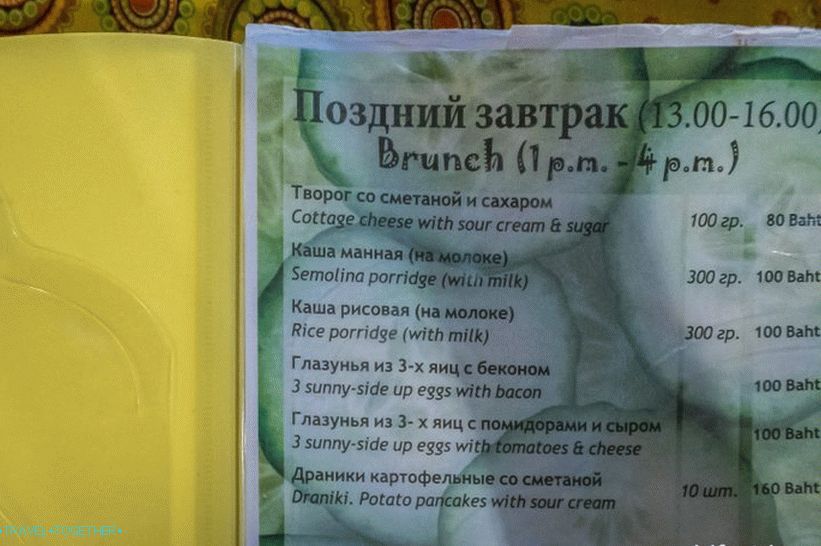 Поздний завтрак (13.00-16.00)
Brunch (1 p.m. - 4 p.m.)
Творог со сметаной и сахаром
Cottage cheese with sour cream & sugar 100 гр. 80 Baht
Каша манная (на молоке)
Semolina porridge (with milk) 300 гр. 100 Baht
Каша рисовая (на молоке)
Rice porridge (with milk) 300 гр. 100 Baht
Глазунья из 3-х яиц с беконом
3 sunny-side up eggs with bacon 100 Baht
Глазунья из 3- х яиц с помидорами и сыром
3 sunny-side up eggs with tomatoes & cheese 100 Baht
Драники картофельные со сметаной
Draniki. Potato pancakes with sour cream 10 шт. 160 Baht
•TRAVEL•TOGETHER•